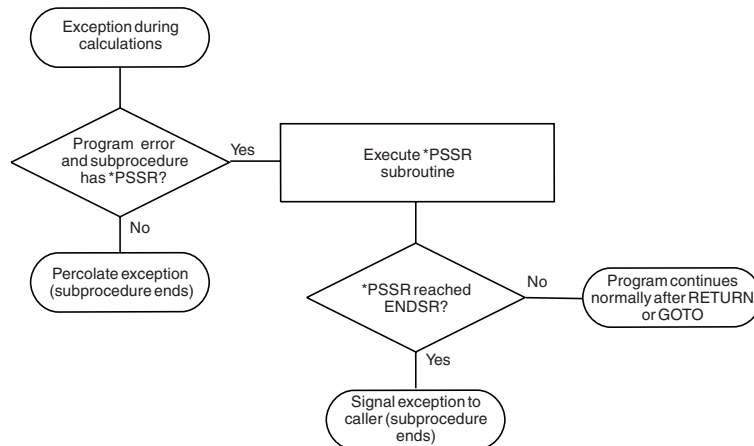 Exception during
calculations
Program error
and subprocedure
has *PSSR?
Yes
Execute *PSSR
subroutine
No
Percolate exception
(subprocedure ends)
*PSSR reached
ENDSR?
No
Program continues
normally after RETURN
or GOTO
Yes
Signal exception to
caller (subprocedure
ends)